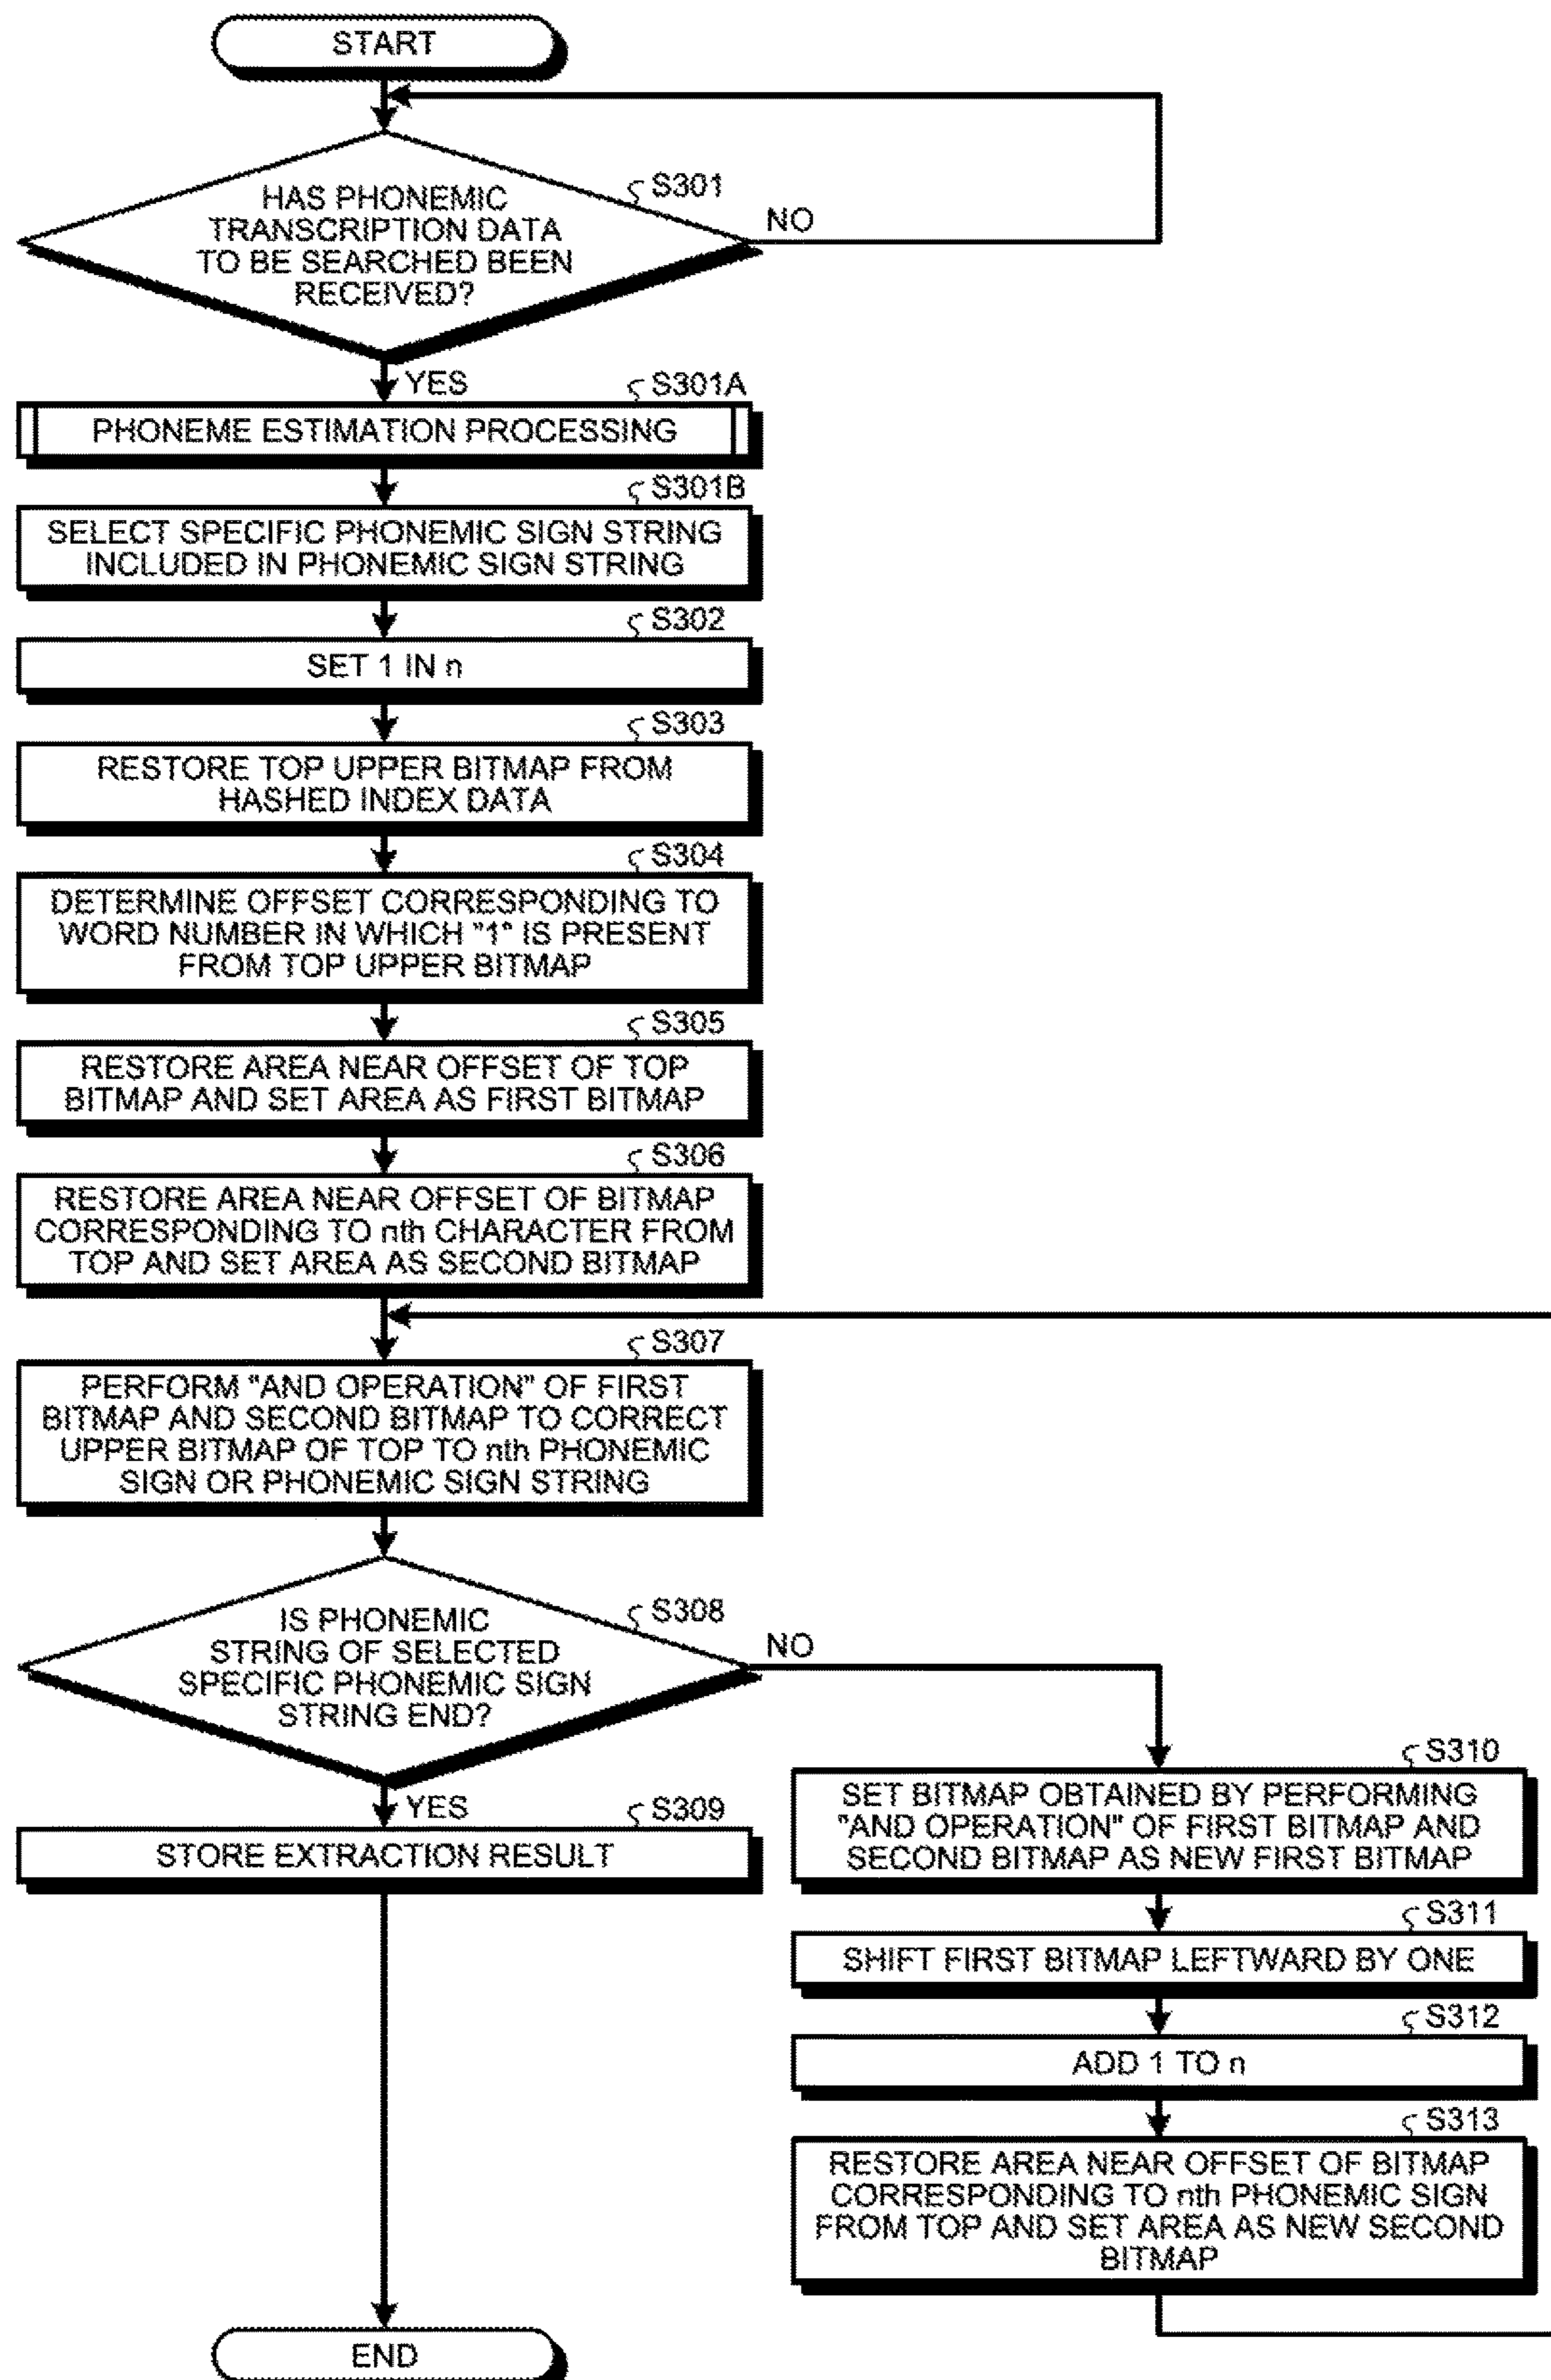 START
HAS PHONEMIC
TRANSCRIPTION DATA
TO BE SEARCHED BEEN
RECEIVED?
S301
NO
YES
S301A
PHONEME ESTIMATION PROCESSING
S301B
SELECT SPECIFIC PHONEMIC SIGN STRING
INCLUDED IN PHONEMIC SIGN STRING
S302
SET 1 IN n
S303
RESTORE TOP UPPER BITMAP FROM
HASHED INDEX DATA
S304
DETERMINE OFFSET CORRESPONDING TO
WORD NUMBER IN WHICH "1" IS PRESENT
FROM TOP UPPER BITMAP
S305
RESTORE AREA NEAR OFFSET OF TOP
BITMAP AND SET AREA AS FIRST BITMAP
S306
RESTORE AREA NEAR OFFSET OF BITMAP
CORRESPONDING TO nth CHARACTER FROM
TOP AND SET AREA AS SECOND BITMAP
S307
PERFORM "AND OPERATION" OF FIRST
BITMAP AND SECOND BITMAP TO CORRECT
UPPER BITMAP OF TOP TO nth PHONEMIC
SIGN OR PHONEMIC SIGN STRING
S308
IS PHONEMIC
STRING OF SELECTED
SPECIFIC PHONEMIC SIGN
STRING END?
NO
YES
S309
STORE EXTRACTION RESULT
S310
SET BITMAP OBTAINED BY PERFORMING
"AND OPERATION" OF FIRST BITMAP AND
SECOND BITMAP AS NEW FIRST BITMAP
S311
SHIFT FIRST BITMAP LEFTWARD BY ONE
S312
ADD 1 TO n
S313
RESTORE AREA NEAR OFFSET OF BITMAP
CORRESPONDING TO nth PHONEMIC SIGN
FROM TOP AND SET AREA AS NEW SECOND
BITMAP
END